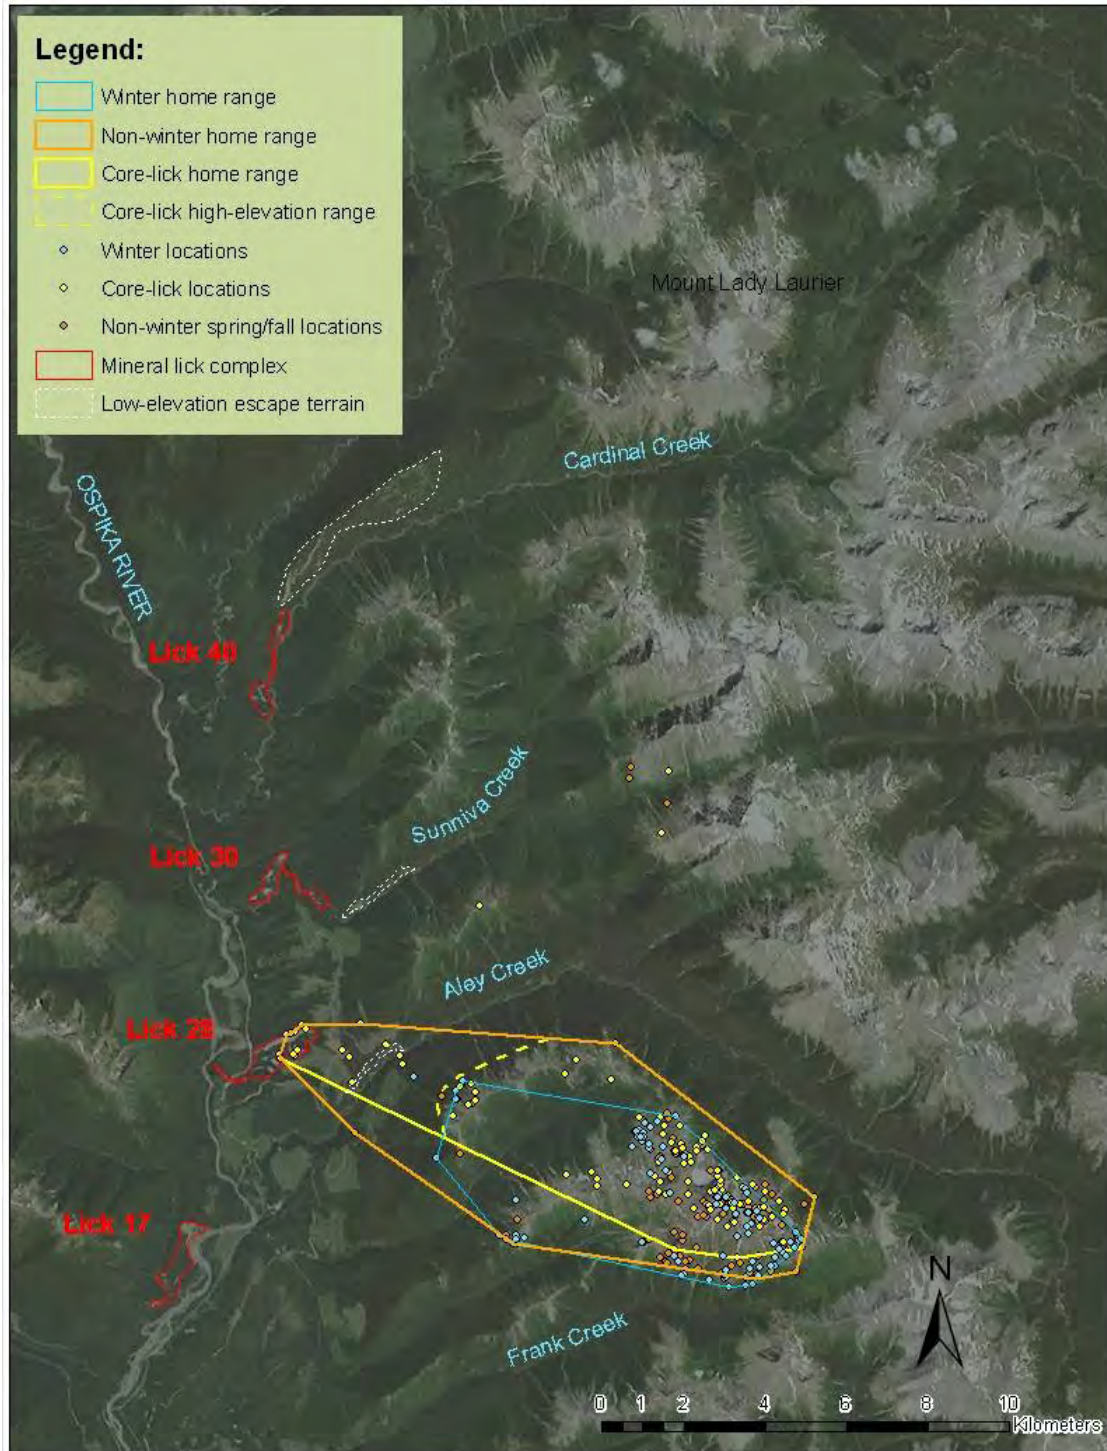 Legend:
Winter home range
Non-winter home range
Core-lick home range
Core-lick high-elevation range
Winter locations
Core-lick locations
Non-winter spring/fall locations
Mineral lick complex
Low-elevation escape terrain
Mount Lady Laurier
Cardinal Creek
OSPIKA RIVER
Lick 40
Sunniva Creek
Lick 30
Aley Creek
Lick 28
Lick 17
N
Frank Creek
0 1 2 4 6 8 10
Kilometers